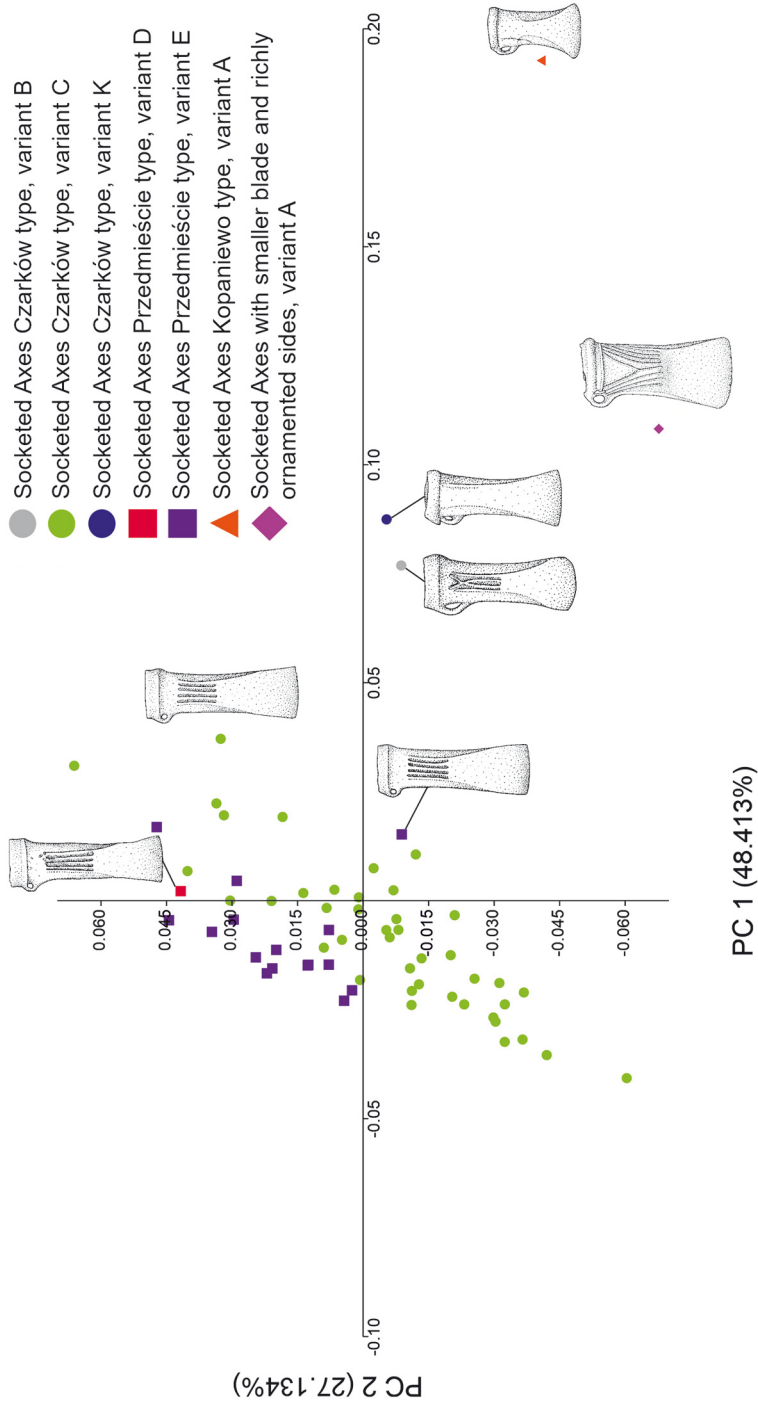 Socketed Axes Czarków type, variant B
Socketed Axes Czarków type, variant C
Socketed Axes Czarków type, variant K
Socketed Axes Przedmieście type, variant D
Socketed Axes Przedmieście type, variant E
Socketed Axes Kopaniewo type, variant A
Socketed Axes with smaller blade and richly
ornamented sides, variant A
0.060
0.045
0.030
0.015
0.000
-0.015
-0.030
-0.045
-0.060
-0.10
-0.05
0.05
0.10
0.15
0.20
PC 2 (27.134%)
PC 1 (48.413%)